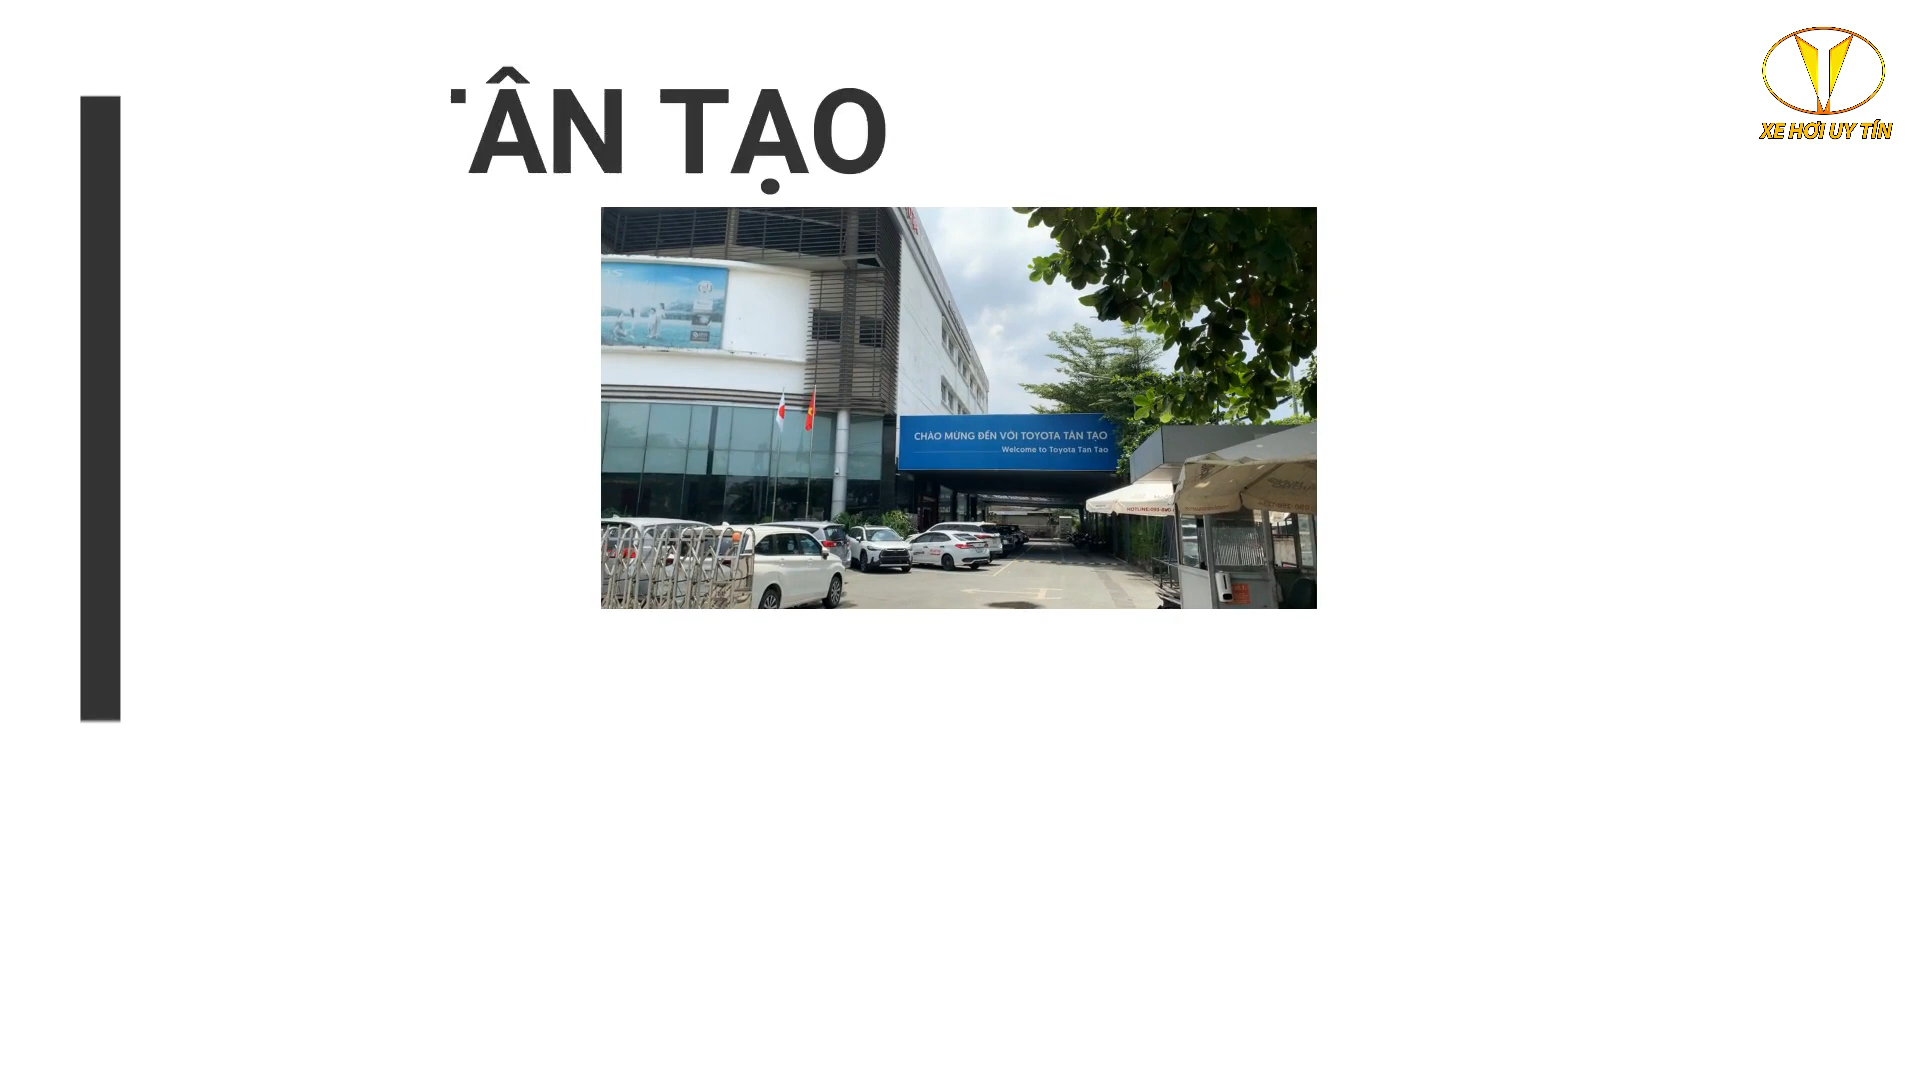 ÂN TẠO
XE HƠI UY TÍN
CHÀO MỪNG ĐẾN VỚI TOYOTA TÂN TẠO
Welcome to Toyota Tan Tao